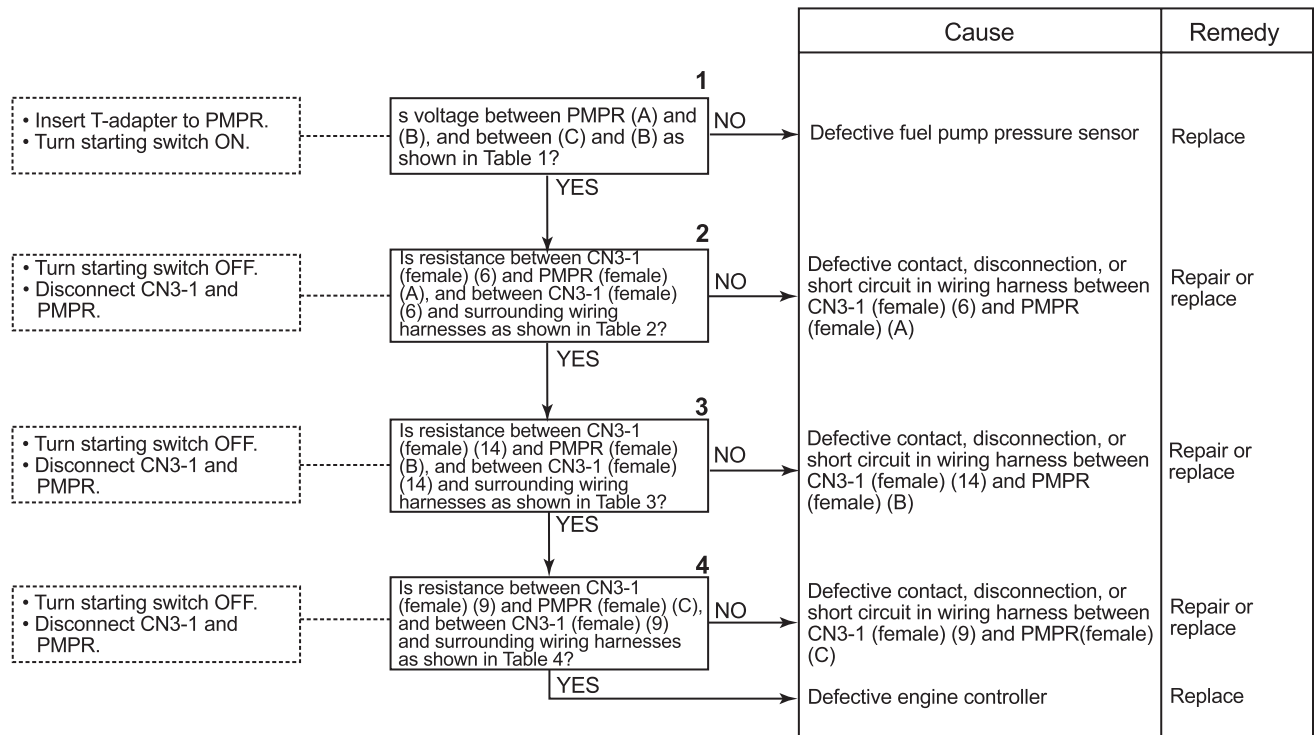 Cause
Remedy
1
• Insert T-adapter to PMPR.
• Turn starting switch ON.
s voltage between PMPR (A) and
(B), and between (C) and (B) as
shown in Table 1?
NO
Defective fuel pump pressure sensor
Replace
YES
2
• Turn starting switch OFF.
• Disconnect CN3-1 and
PMPR.
Is resistance between CN3-1
(female) (6) and PMPR (female)
(A), and between CN3-1 (female)
(6) and surrounding wiring
harnesses as shown in Table 2?
NO
Defective contact, disconnection, or
short circuit in wiring harness between
CN3-1 (female) (6) and PMPR
(female) (A)
Repair or
replace
YES
3
• Turn starting switch OFF.
• Disconnect CN3-1 and
PMPR.
Is resistance between CN3-1
(female) (14) and PMPR (female)
(B), and between CN3-1 (female)
(14) and surrounding wiring
harnesses as shown in Table 3?
NO
Defective contact, disconnection, or
short circuit in wiring harness between
CN3-1 (female) (14) and PMPR
(female) (B)
Repair or
replace
YES
4
• Turn starting switch OFF.
• Disconnect CN3-1 and
PMPR.
Is resistance between CN3-1
(female) (9) and PMPR (female) (C),
and between CN3-1 (female) (9)
and surrounding wiring harnesses
as shown in Table 4?
NO
Defective contact, disconnection, or
short circuit in wiring harness between
CN3-1 (female) (9) and PMPR(female)
(C)
Repair or
replace
YES
Defective engine controller
Replace